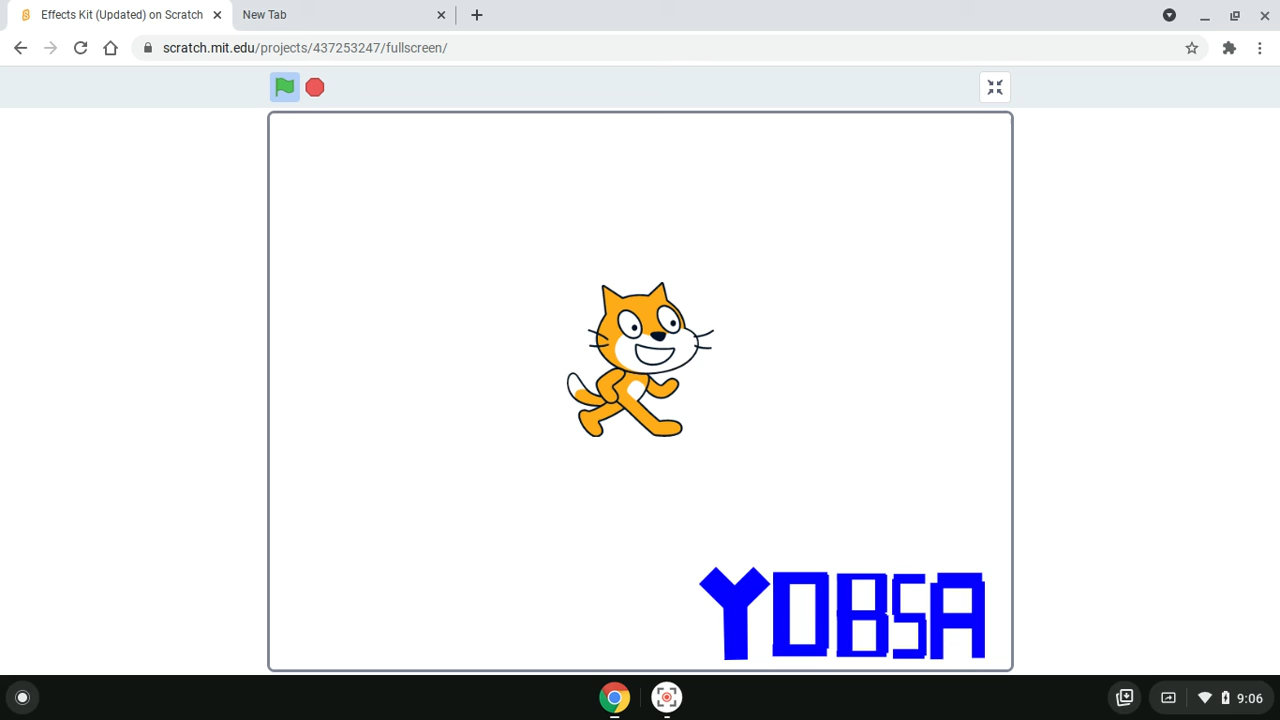 Effects Kit (Updated) on Scratch
New Tab
scratch.mit.edu/projects/437253247/fullscreen/
YOBSA
9:06